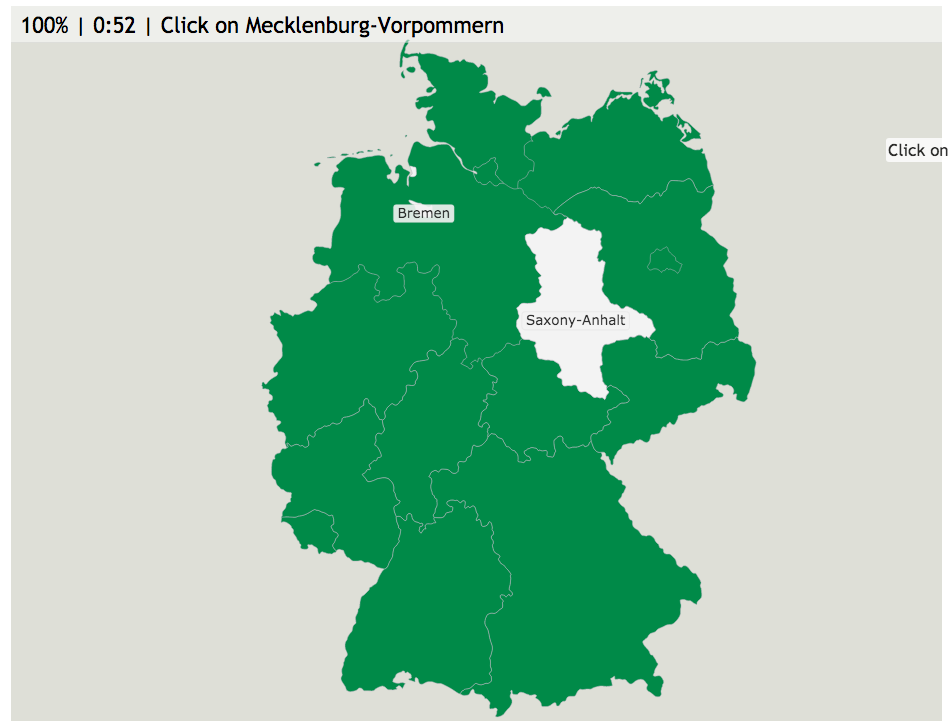 100% | 0:52 | Click on Mecklenburg-Vorpommern
Click on
Bremen
Saxony-Anhalt